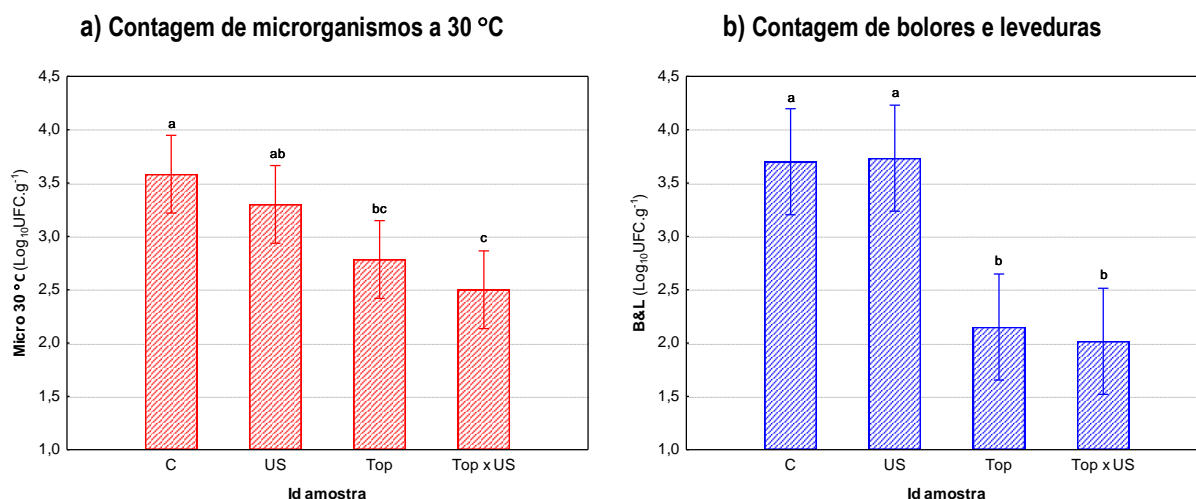 a) Contagem de microrganismos a 30 °C
4,5
4,0
3,5
3,0
2,5
2,0
1,5
1,0
Micro 30 °C (Log₁₀UFC.g⁻¹)
a
ab
bc
c
C US Top Top x US
Id amostra
b) Contagem de bolores e leveduras
4,5
4,0
3,5
3,0
2,5
2,0
1,5
1,0
B&L (Log₁₀UFC.g⁻¹)
a
a
b
b
C US Top Top x US
Id amostra